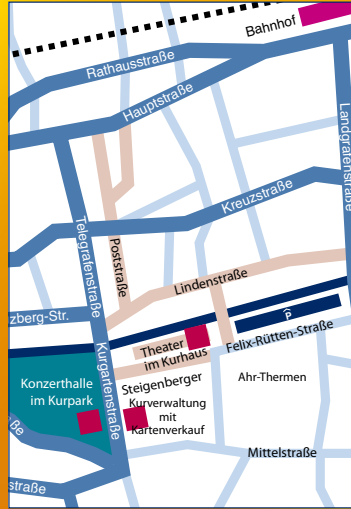 Bahnhof
Rathausstraße
Hauptstraße
Landgrafenstraße
Kreuzstraße
Telegrafenstraße
Poststraße
Lindenstraße
zberg-Str.
P
Felix-Rütten-Straße
Theater
im Kurhaus
Kurgartenstraße
Konzerthalle
im Kurpark
Steigenberger
Ahr-Thermen
Kurverwaltung
mit
Kartenverkauf
Mittelstraße
ße
straße